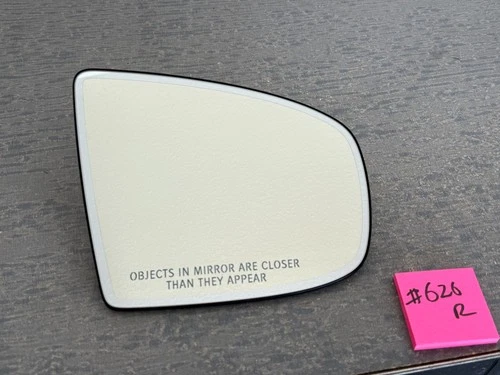 OBJECTS IN MIRROR ARE CLOSER
THAN THEY APPEAR
#626
R